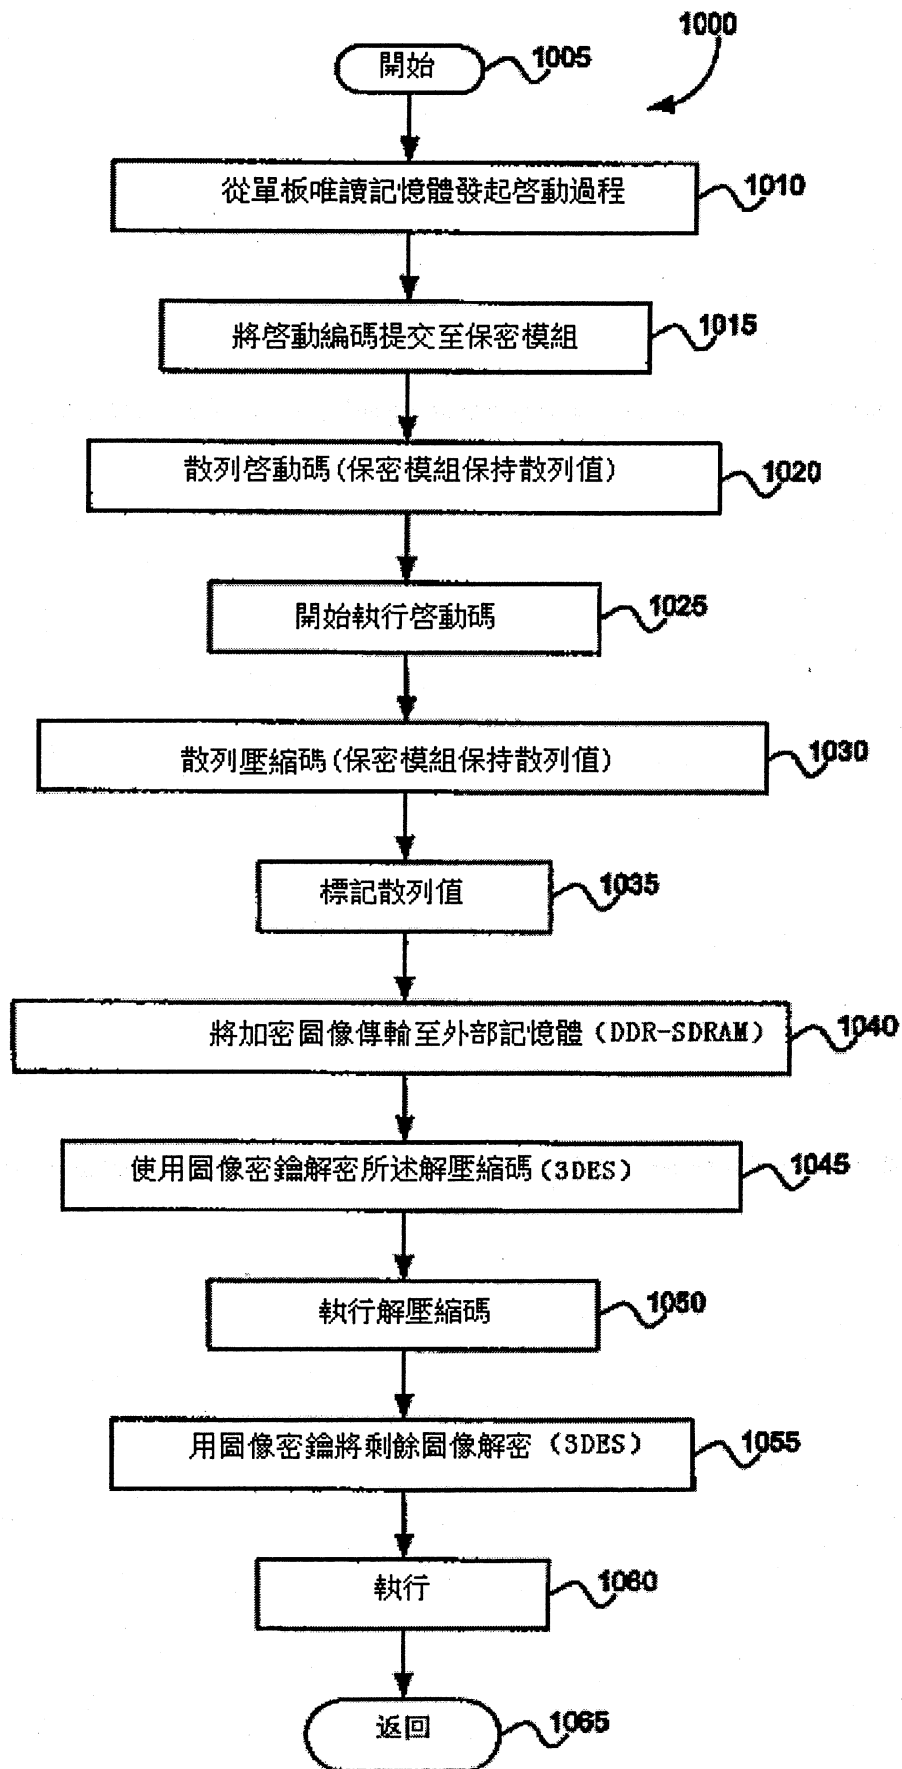 1000
開始
1005
從單板唯讀記憶體發起啓動過程
1010
將啓動編碼提交至保密模組
1015
散列啓動碼(保密模組保持散列值)
1020
開始執行啓動碼
1025
散列壓縮碼(保密模組保持散列值)
1030
標記散列值
1035
將加密圖像傳輸至外部記憶體(DDR-SDRAM)
1040
使用圖像密鑰解密所述解壓縮碼(3DES)
1045
執行解壓縮碼
1050
用圖像密鑰將剩餘圖像解密(3DES)
1055
執行
1060
返回
1065